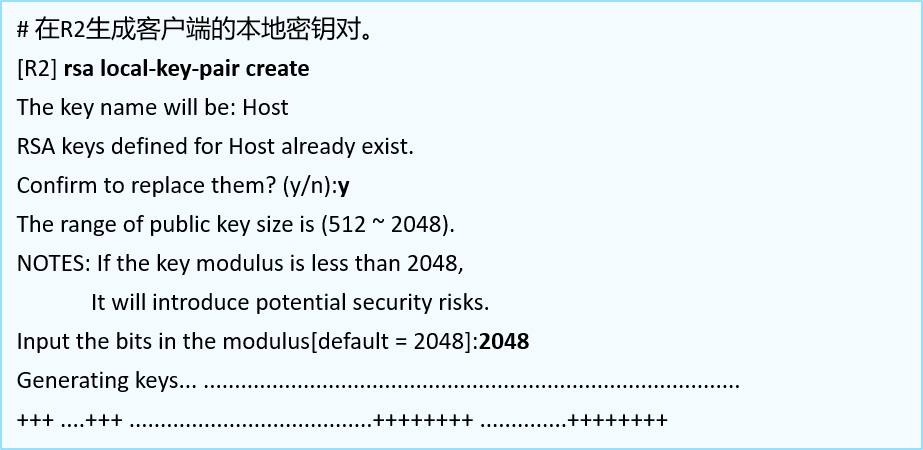 # 在R2生成客户端的本地密钥对。
[R2] rsa local-key-pair create
The key name will be: Host
RSA keys defined for Host already exist.
Confirm to replace them? (y/n):y
The range of public key size is (512 ~ 2048).
NOTES: If the key modulus is less than 2048,
It will introduce potential security risks.
Input the bits in the modulus[default = 2048]:2048
Generating keys... ......................................................................................
+++ ....+++ .......................................++++++++ ..............++++++++